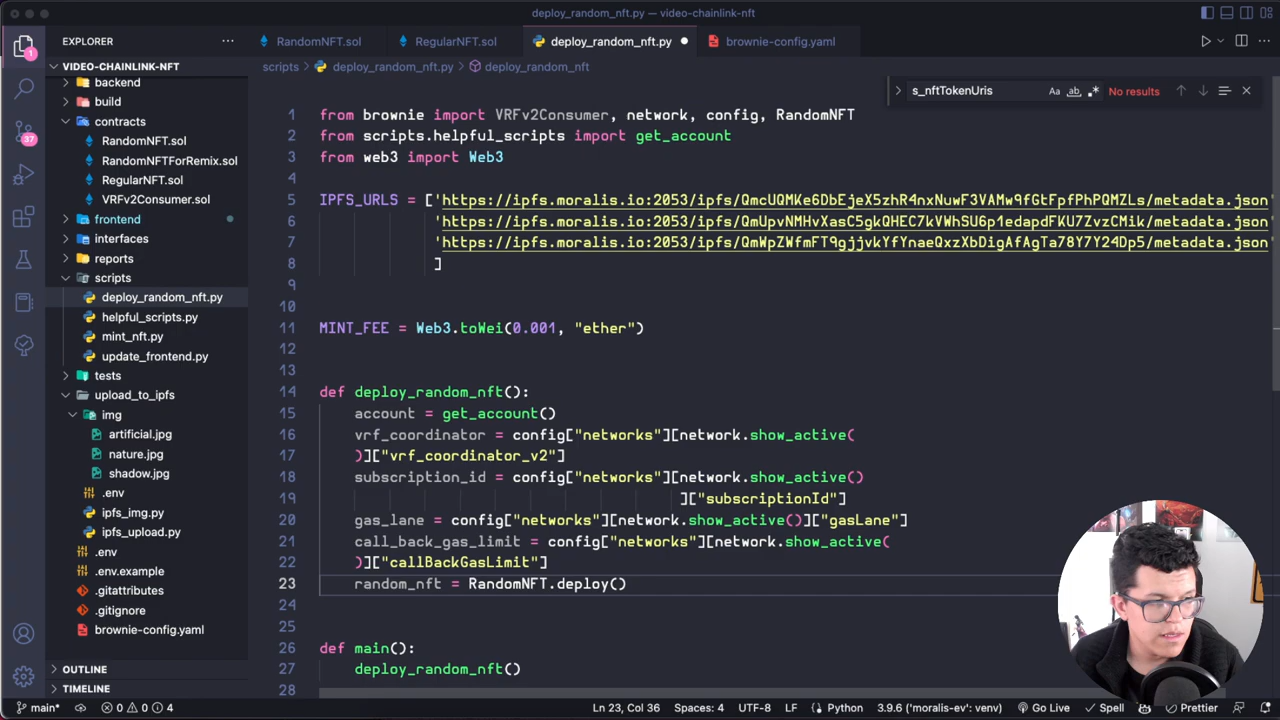 deploy_random_nft.py — video-chainlink-nft
EXPLORER
VIDEO-CHAINLINK-NFT
backend
build
contracts
RandomNFT.sol
RandomNFTForRemix.sol
RegularNFT.sol
VRFv2Consumer.sol
frontend
interfaces
reports
scripts
deploy_random_nft.py
helpful_scripts.py
mint_nft.py
update_frontend.py
tests
upload_to_ipfs
img
artificial.jpg
nature.jpg
shadow.jpg
.env
ipfs_img.py
ipfs_upload.py
.env
.env.example
.gitattributes
.gitignore
brownie-config.yaml
OUTLINE
TIMELINE
1
37
RandomNFT.sol RegularNFT.sol deploy_random_nft.py brownie-config.yaml
scripts > deploy_random_nft.py > deploy_random_nft
s_nftTokenUris Aa ab .* No results
1 from brownie import VRFv2Consumer, network, config, RandomNFT
2 from scripts.helpful_scripts import get_account
3 from web3 import Web3
4
5 IPFS_URLS = ['https://ipfs.moralis.io:2053/ipfs/QmcUQMKe6DbEjeX5zhR4nxNuwF3VAMw9fGtFpfPhPQMZLs/metadata.json'
6 'https://ipfs.moralis.io:2053/ipfs/QmUpvNMHvXasC5gkQHEC7kVWhSU6p1edapdFKU7ZvzCMik/metadata.json
7 'https://ipfs.moralis.io:2053/ipfs/QmWpZWfmFT9gjjvkYfYnaeQxzXbDigAfAgTa78Y7Y24Dp5/metadata.json
8 ]
9
10
11 MINT_FEE = Web3.toWei(0.001, "ether")
12
13
14 def deploy_random_nft():
15 account = get_account()
16 vrf_coordinator = config["networks"][network.show_active(
17 )]["vrf_coordinator_v2"]
18 subscription_id = config["networks"][network.show_active()
19 ]["subscriptionId"]
20 gas_lane = config["networks"][network.show_active()]["gasLane"]
21 call_back_gas_limit = config["networks"][network.show_active(
22 )]["callBackGasLimit"]
23 random_nft = RandomNFT.deploy()
24
25
26 def main():
27 deploy_random_nft()
28
main* 0 0 4 Ln 23, Col 36 Spaces: 4 UTF-8 LF Python 3.9.6 ('moralis-ev': venv) Go Live Spell Prettier